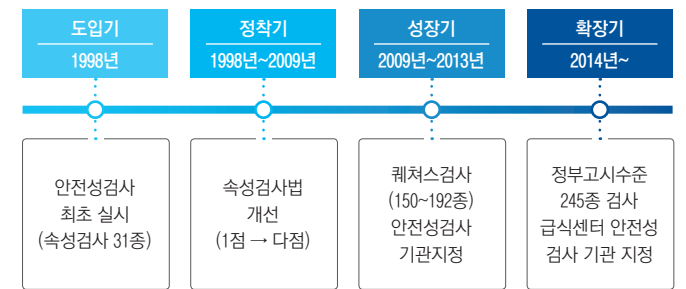 도입기
1998년
정착기
1998년~2009년
성장기
2009년~2013년
확장기
2014년~
안전성검사
최초 실시
(속성검사 31종)
속성검사법
개선
(1점 → 다점)
퀘쳐스검사
(150~192종)
안전성검사
기관지정
정부고시수준
245종 검사
급식센터 안전성
검사 기관 지정